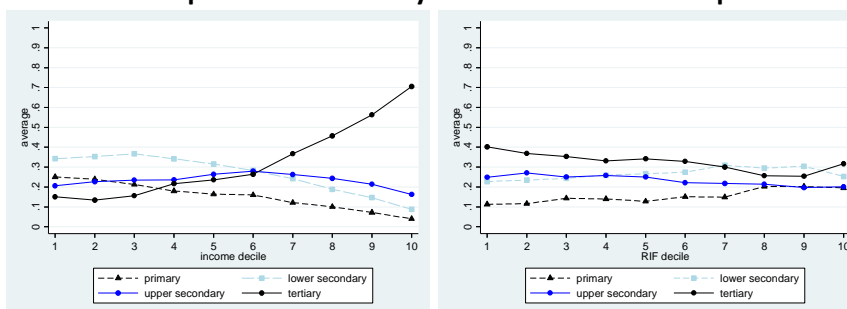 1
.9
.8
.7
.6
.5
.4
.3
.2
.1
0
average
1 2 3 4 5 6 7 8 9 10
income decile
primary lower secondary
upper secondary tertiary
1
.9
.8
.7
.6
.5
.4
.3
.2
.1
0
average
1 2 3 4 5 6 7 8 9 10
RIF decile
primary lower secondary
upper secondary tertiary